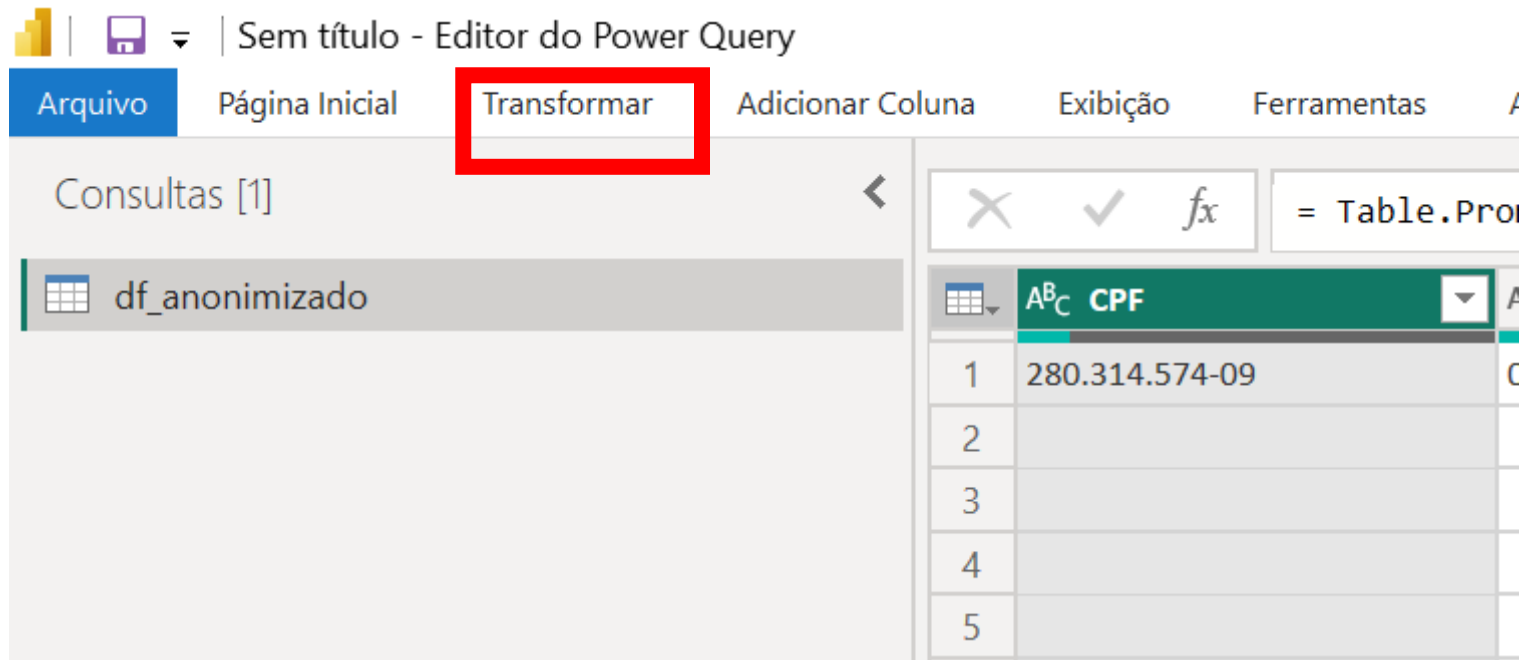 Sem título - Editor do Power Query
Arquivo Página Inicial Transformar Adicionar Coluna Exibição Ferramentas
Consultas [1]
fx = Table.Pro
df_anonimizado
ABC CPF
1 280.314.574-09
2
3
4
5